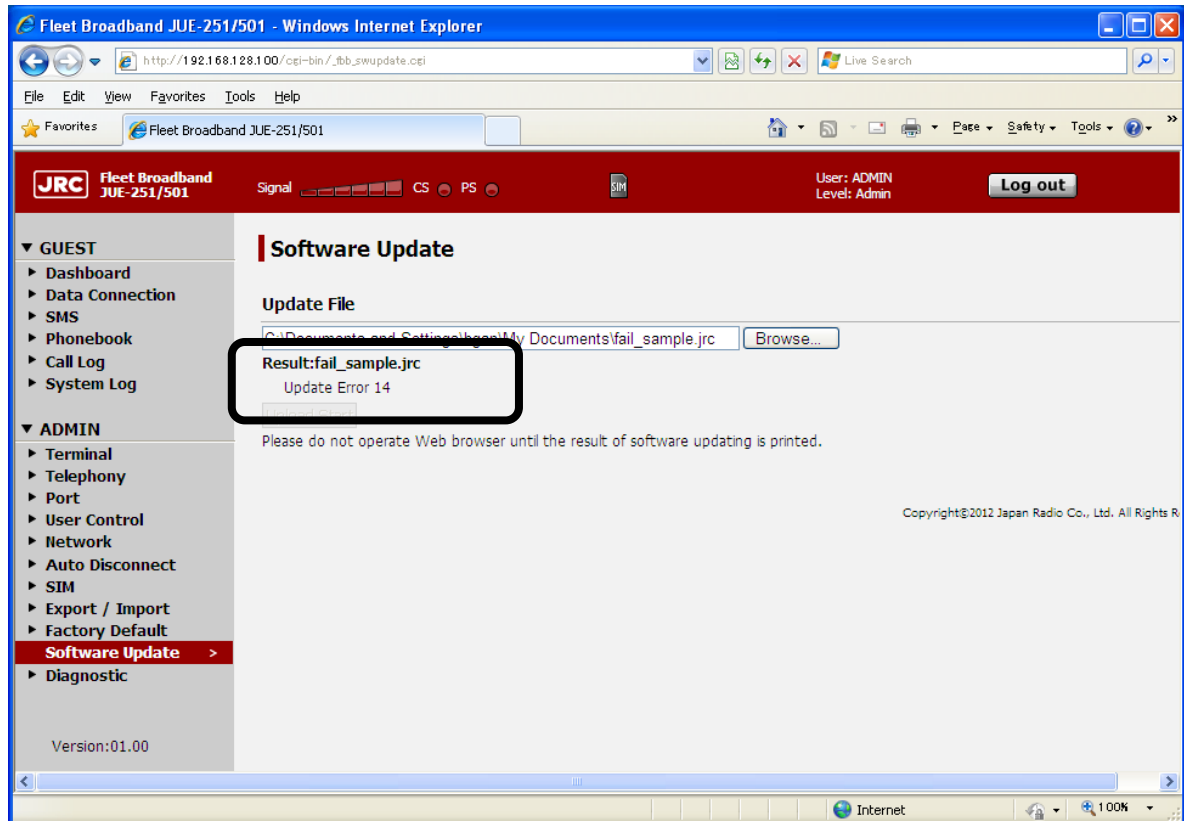 Fleet Broadband JUE-251/501 - Windows Internet Explorer
http://192.168.128.100/cgi-bin/_fbb_swupdate.cgi
Live Search
File Edit View Favorites Tools Help
Favorites
Fleet Broadband JUE-251/501
Page Safety Tools
JRC
Fleet Broadband
JUE-251/501
Signal CS PS
SIM
User: ADMIN
Level: Admin
Log out
GUEST
Dashboard
Data Connection
SMS
Phonebook
Call Log
System Log
ADMIN
Terminal
Telephony
Port
User Control
Network
Auto Disconnect
SIM
Export / Import
Factory Default
Software Update >
Diagnostic
Version:01.00
Software Update
Update File
C:\Documents and Settings\hgan\My Documents\fail_sample.jrc Browse...
Result:fail_sample.jrc
Update Error 14
Upload Start
Please do not operate Web browser until the result of software updating is printed.
Copyright©2012 Japan Radio Co., Ltd. All Rights R
Internet
100%